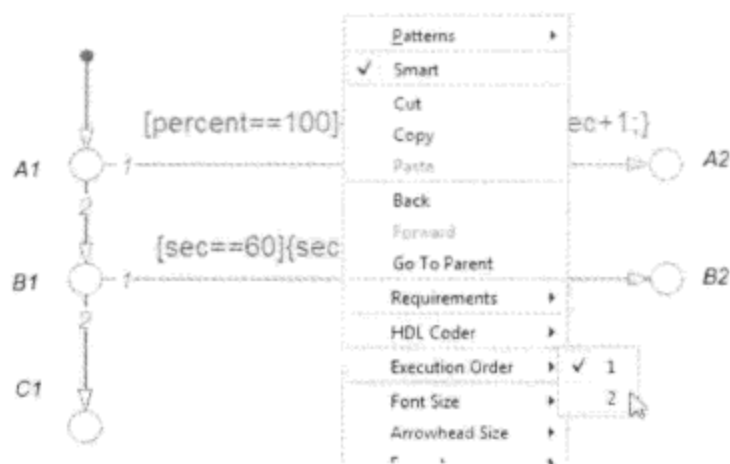 Patterns
✓ Smart
Cut
[percent==100] ec+1;}
Copy
A1 1 Paste A2
Back
2
Forward
[sec==60]{sec
Go To Parent
B1 1 B2
Requirements
2
HDL Coder
Execution Order ✓ 1
C1
Font Size 2
Arrowhead Size